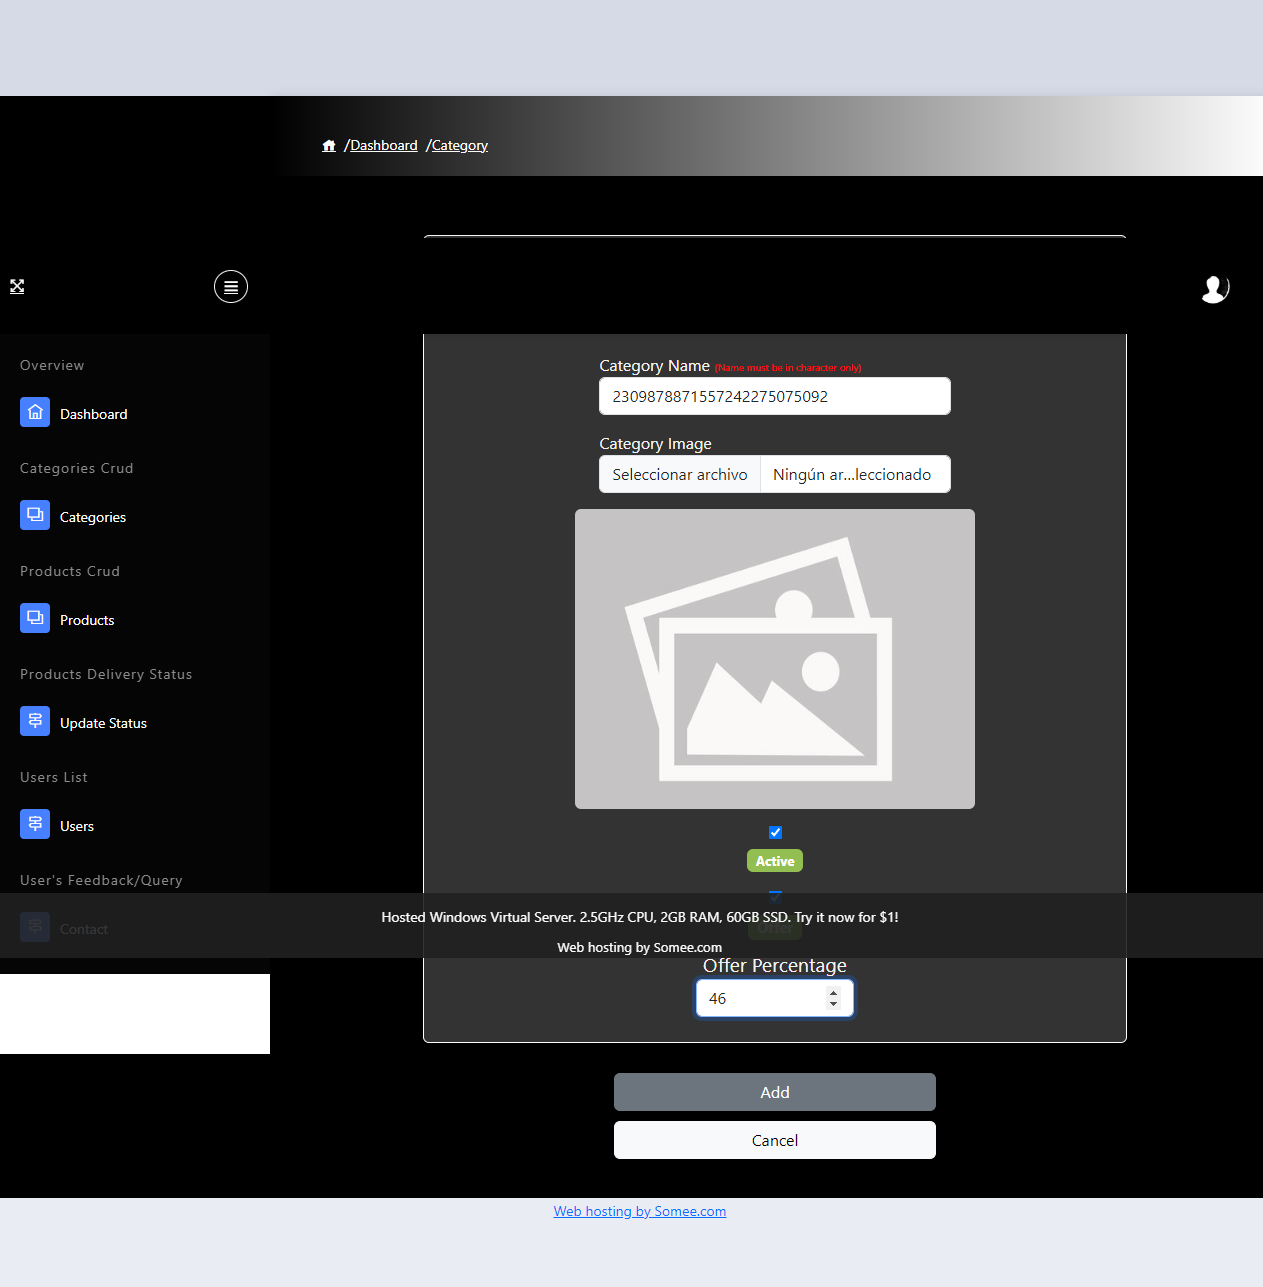 /Dashboard /Category
Overview
Dashboard
Categories Crud
Categories
Products Crud
Products
Products Delivery Status
Update Status
Users List
Users
User's Feedback/Query
Contact
Category Name (Name must be in character only)
2309878871557242275075092
Category Image
Seleccionar archivo Ningún ar...leccionado
Active
Offer
Hosted Windows Virtual Server. 2.5GHz CPU, 2GB RAM, 60GB SSD. Try it now for $1!
Web hosting by Somee.com
Offer Percentage
46
Add
Cancel
Web hosting by Somee.com